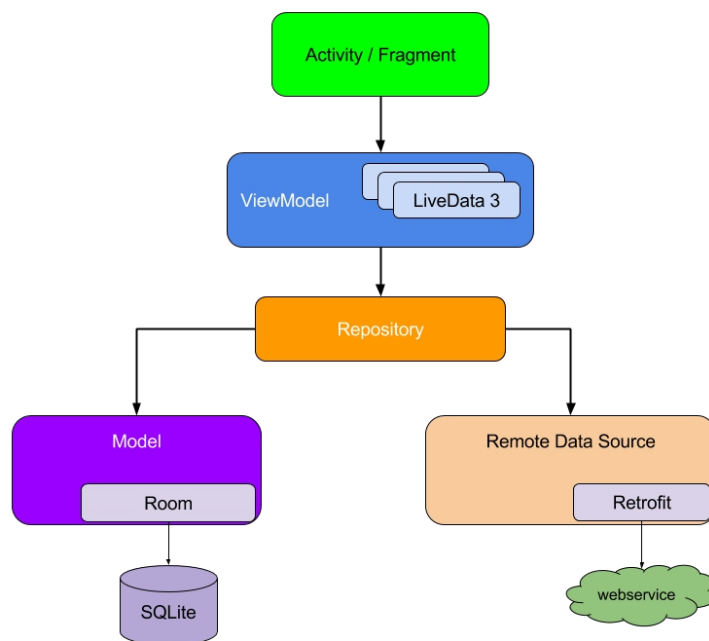 Activity / Fragment
ViewModel
LiveData 3
Repository
Model
Room
SQLite
Remote Data Source
Retrofit
webservice